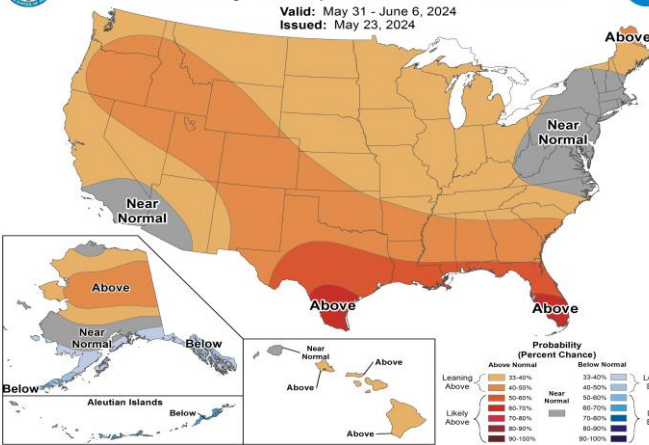 Valid: May 31 - June 6, 2024
Issued: May 23, 2024
Above
Near
Normal
Near
Normal
Above
Above
Above
Near
Normal
Below
Below
Aleutian Islands
Below
Near
Normal
Above
Above
Above
Probability
(Percent Chance)
Above Normal
Below Normal
Leaning
Above
33-40%
33-40%
40-50%
40-50%
Likely
Above
50-60%
50-60%
60-70%
60-70%
Near
Normal
70-80%
70-80%
80-90%
80-90%
90-100%
90-100%